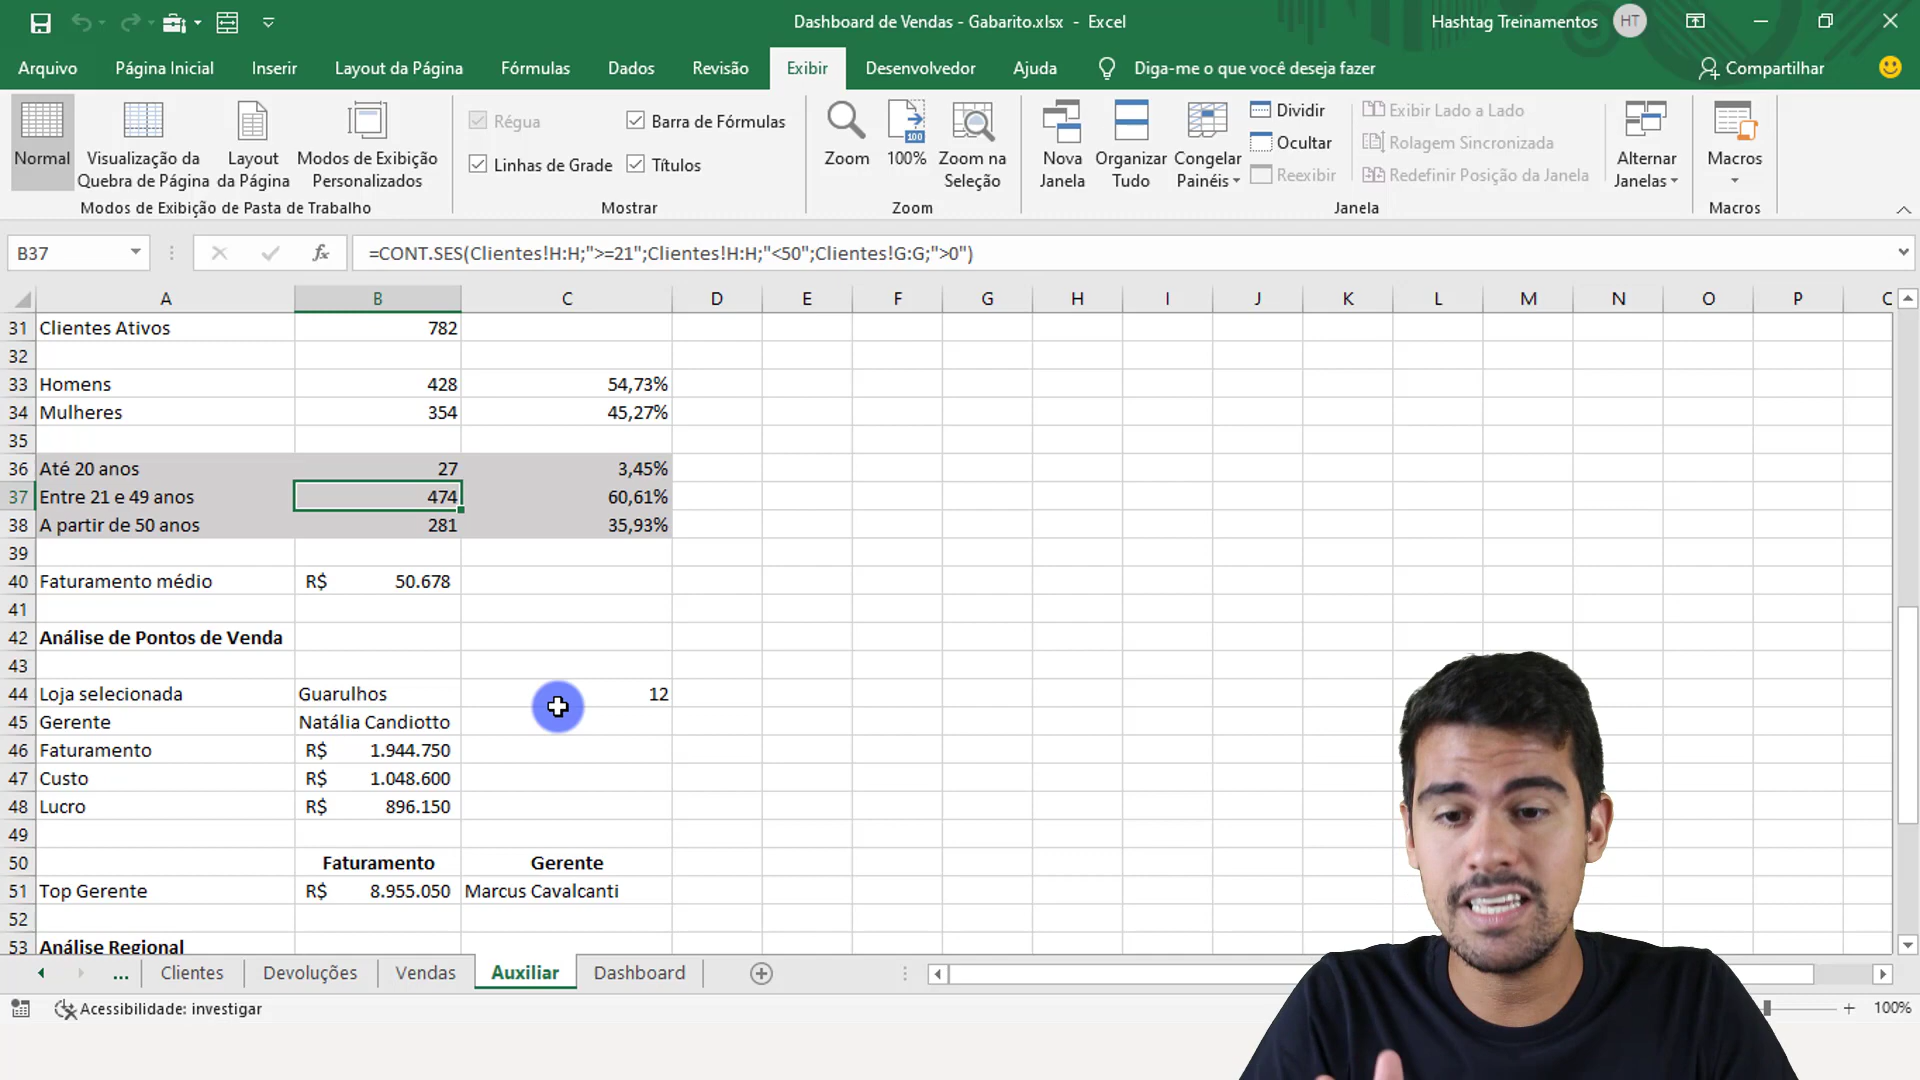 Dashboard de Vendas - Gabarito.xlsx - Excel
Hashtag Treinamentos
HT
Arquivo
Página Inicial
Inserir
Layout da Página
Fórmulas
Dados
Revisão
Exibir
Desenvolvedor
Ajuda
Diga-me o que você deseja fazer
Compartilhar
Normal
Visualização da Quebra de Página
Layout da Página
Modos de Exibição Personalizados
Modos de Exibição de Pasta de Trabalho
Régua
Barra de Fórmulas
Linhas de Grade
Títulos
Mostrar
Zoom
100
100%
Zoom na Seleção
Zoom
Nova Janela
Organizar Tudo
Congelar Painéis
Dividir
Ocultar
Reexibir
Exibir Lado a Lado
Rolagem Sincronizada
Redefinir Posição da Janela
Alternar Janelas
Janela
Macros
Macros
B37
fx
=CONT.SES(Clientes!H:H;">=21";Clientes!H:H;"<50";Clientes!G:G;">0")
A B C D E F G H I J K L M N O P C
31 Clientes Ativos 782
32
33 Homens 428 54,73%
34 Mulheres 354 45,27%
35
36 Até 20 anos 27 3,45%
37 Entre 21 e 49 anos 474 60,61%
38 A partir de 50 anos 281 35,93%
39
40 Faturamento médio R$ 50.678
41
42 Análise de Pontos de Venda
43
44 Loja selecionada Guarulhos 12
45 Gerente Natália Candiotto
46 Faturamento R$ 1.944.750
47 Custo R$ 1.048.600
48 Lucro R$ 896.150
49
50 Faturamento Gerente
51 Top Gerente R$ 8.955.050 Marcus Cavalcanti
52
53 Análise Regional
... Clientes Devoluções Vendas Auxiliar Dashboard
Acessibilidade: investigar
100%